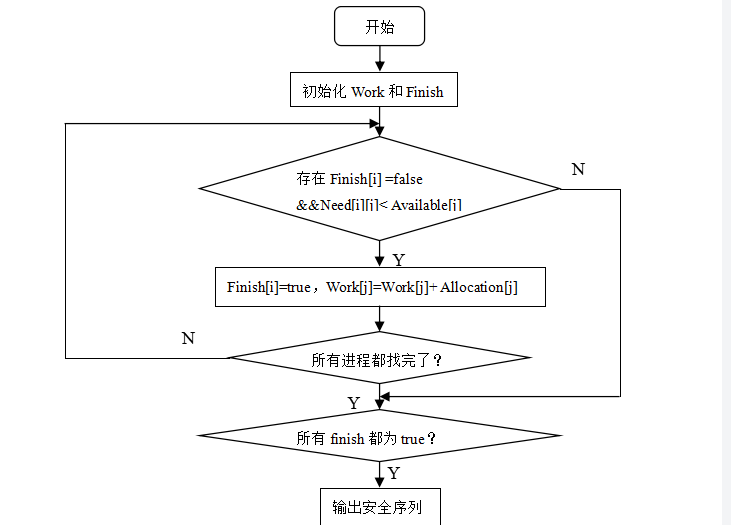 开始
初始化 Work 和 Finish
存在 Finish[i] =false
&&Need[i][j]< Available[j]
N
Y
Finish[i]=true，Work[j]=Work[j]+ Allocation[j]
N
所有进程都找完了？
Y
所有 finish 都为 true？
Y
输出安全序列